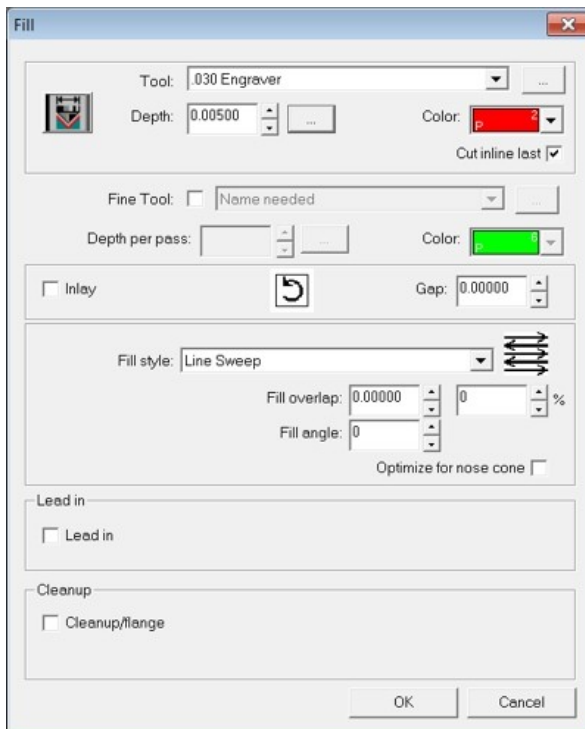 Fill
Tool: .030 Engraver ...
Depth: 0.00500 ... Color: 2 P
Cut inline last
Fine Tool: Name needed ...
Depth per pass: ... Color: 6 P
Inlay Gap: 0.00000
Fill style: Line Sweep
Fill overlap: 0.00000 0 %
Fill angle: 0
Optimize for nose cone
Lead in
Lead in
Cleanup
Cleanup/flange
OK Cancel